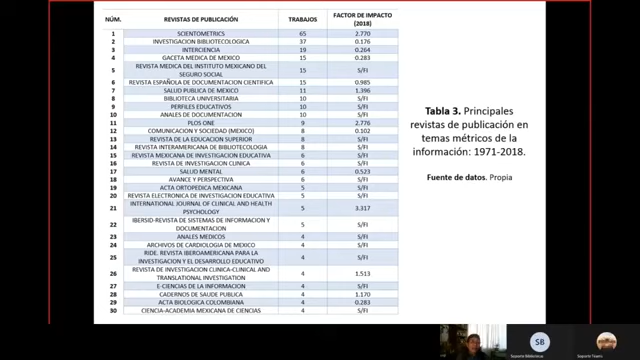 NÚM. REVISTAS DE PUBLICACIÓN TRABAJOS FACTOR DE IMPACTO (2018)
1 SCIENTOMETRICS 65 2.770
2 INVESTIGACION BIBLIOTECOLOGICA 37 0.176
3 INTERCIENCIA 19 0.264
4 GACETA MEDICA DE MEXICO 15 0.283
5 REVISTA MEDICA DEL INSTITUTO MEXICANO DEL SEGURO SOCIAL 15 S/FI
6 REVISTA ESPAÑOLA DE DOCUMENTACION CIENTIFICA 15 0.985
7 SALUD PUBLICA DE MEXICO 11 1.396
8 BIBLIOTECA UNIVERSITARIA 10 S/FI
9 PERFILES EDUCATIVOS 10 S/FI
10 ANALES DE DOCUMENTACION 10 S/FI
11 PLOS ONE 9 2.776
12 COMUNICACION Y SOCIEDAD (MEXICO) 8 0.102
13 REVISTA DE LA EDUCACION SUPERIOR 8 S/FI
14 REVISTA INTERAMERICANA DE BIBLIOTECOLOGIA 8 S/FI
15 REVISTA MEXICANA DE INVESTIGACION EDUCATIVA 6 S/FI
16 REVISTA DE INVESTIGACION CLINICA 6 S/FI
17 SALUD MENTAL 6 0.523
18 AVANCE Y PERSPECTIVA 6 S/FI
19 ACTA ORTOPEDICA MEXICANA 5 S/FI
20 REVISTA ELECTRONICA DE INVESTIGACION EDUCATIVA 5 S/FI
21 INTERNATIONAL JOURNAL OF CLINICAL AND HEALTH PSYCHOLOGY 5 3.317
22 IBERSID-REVISTA DE SISTEMAS DE INFORMACION Y DOCUMENTACION 5 S/FI
23 ANALES MEDICOS 4 S/FI
24 ARCHIVOS DE CARDIOLOGIA DE MEXICO 4 S/FI
25 RIDE. REVISTA IBEROAMERICANA PARA LA INVESTIGACION Y EL DESARROLLO EDUCATIVO 4 S/FI
26 REVISTA DE INVESTIGACION CLINICA-CLINICAL AND TRANSLATIONAL INVESTIGATION 4 1.513
27 E-CIENCIAS DE LA INFORMACION 4 S/FI
28 CADERNOS DE SAUDE PUBLICA 4 1.170
29 ACTA BIOLOGICA COLOMBIANA 4 0.283
30 CIENCIA-ACADEMIA MEXICANA DE CIENCIAS 4 S/FI
Tabla 3. Principales
revistas de publicación en
temas métricos de la
información: 1971-2018.
Fuente de datos. Propia
SB
Soporte Bibliotecas
Soporte Teams